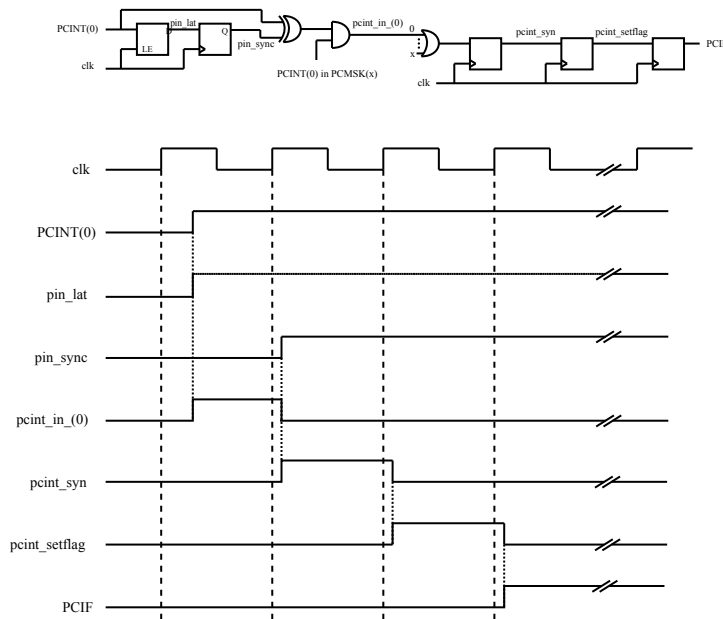 PCINT(0)
pin_lat
D
Q
LE
clk
pin_sync
pcint_in_(0)
0
x
PCINT(0) in PCMSK(x)
pcint_syn
pcint_setflag
PCI
clk
clk
PCINT(0)
pin_lat
pin_sync
pcint_in_(0)
pcint_syn
pcint_setflag
PCIF